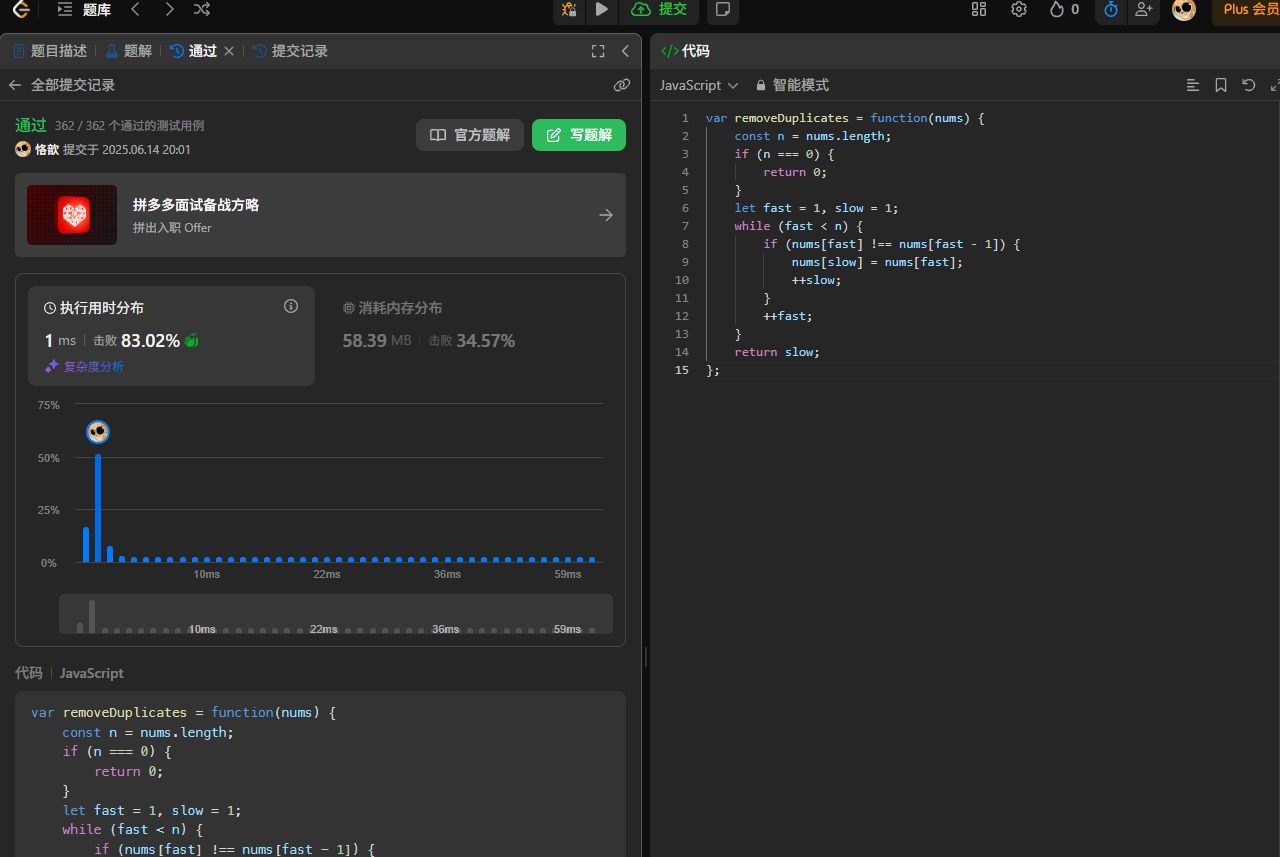 题库
提交
0
Plus 会员
题目描述
题解
通过
提交记录
全部提交记录
通过 362 / 362 个通过的测试用例
恪歆 提交于 2025.06.14 20:01
官方题解
写题解
拼多多面试备战方略
拼出入职 Offer
执行用时分布
1 ms 击败 83.02%
复杂度分析
消耗内存分布
58.39 MB 击败 34.57%
75%
50%
25%
0%
10ms 22ms 36ms 59ms
10ms 22ms 36ms 59ms
代码 JavaScript
var removeDuplicates = function(nums) {
    const n = nums.length;
    if (n === 0) {
        return 0;
    }
    let fast = 1, slow = 1;
    while (fast < n) {
        if (nums[fast] !== nums[fast - 1]) {
</> 代码
JavaScript 智能模式
1 var removeDuplicates = function(nums) {
2     const n = nums.length;
3     if (n === 0) {
4         return 0;
5     }
6     let fast = 1, slow = 1;
7     while (fast < n) {
8         if (nums[fast] !== nums[fast - 1]) {
9             nums[slow] = nums[fast];
10             ++slow;
11         }
12         ++fast;
13     }
14     return slow;
15 };